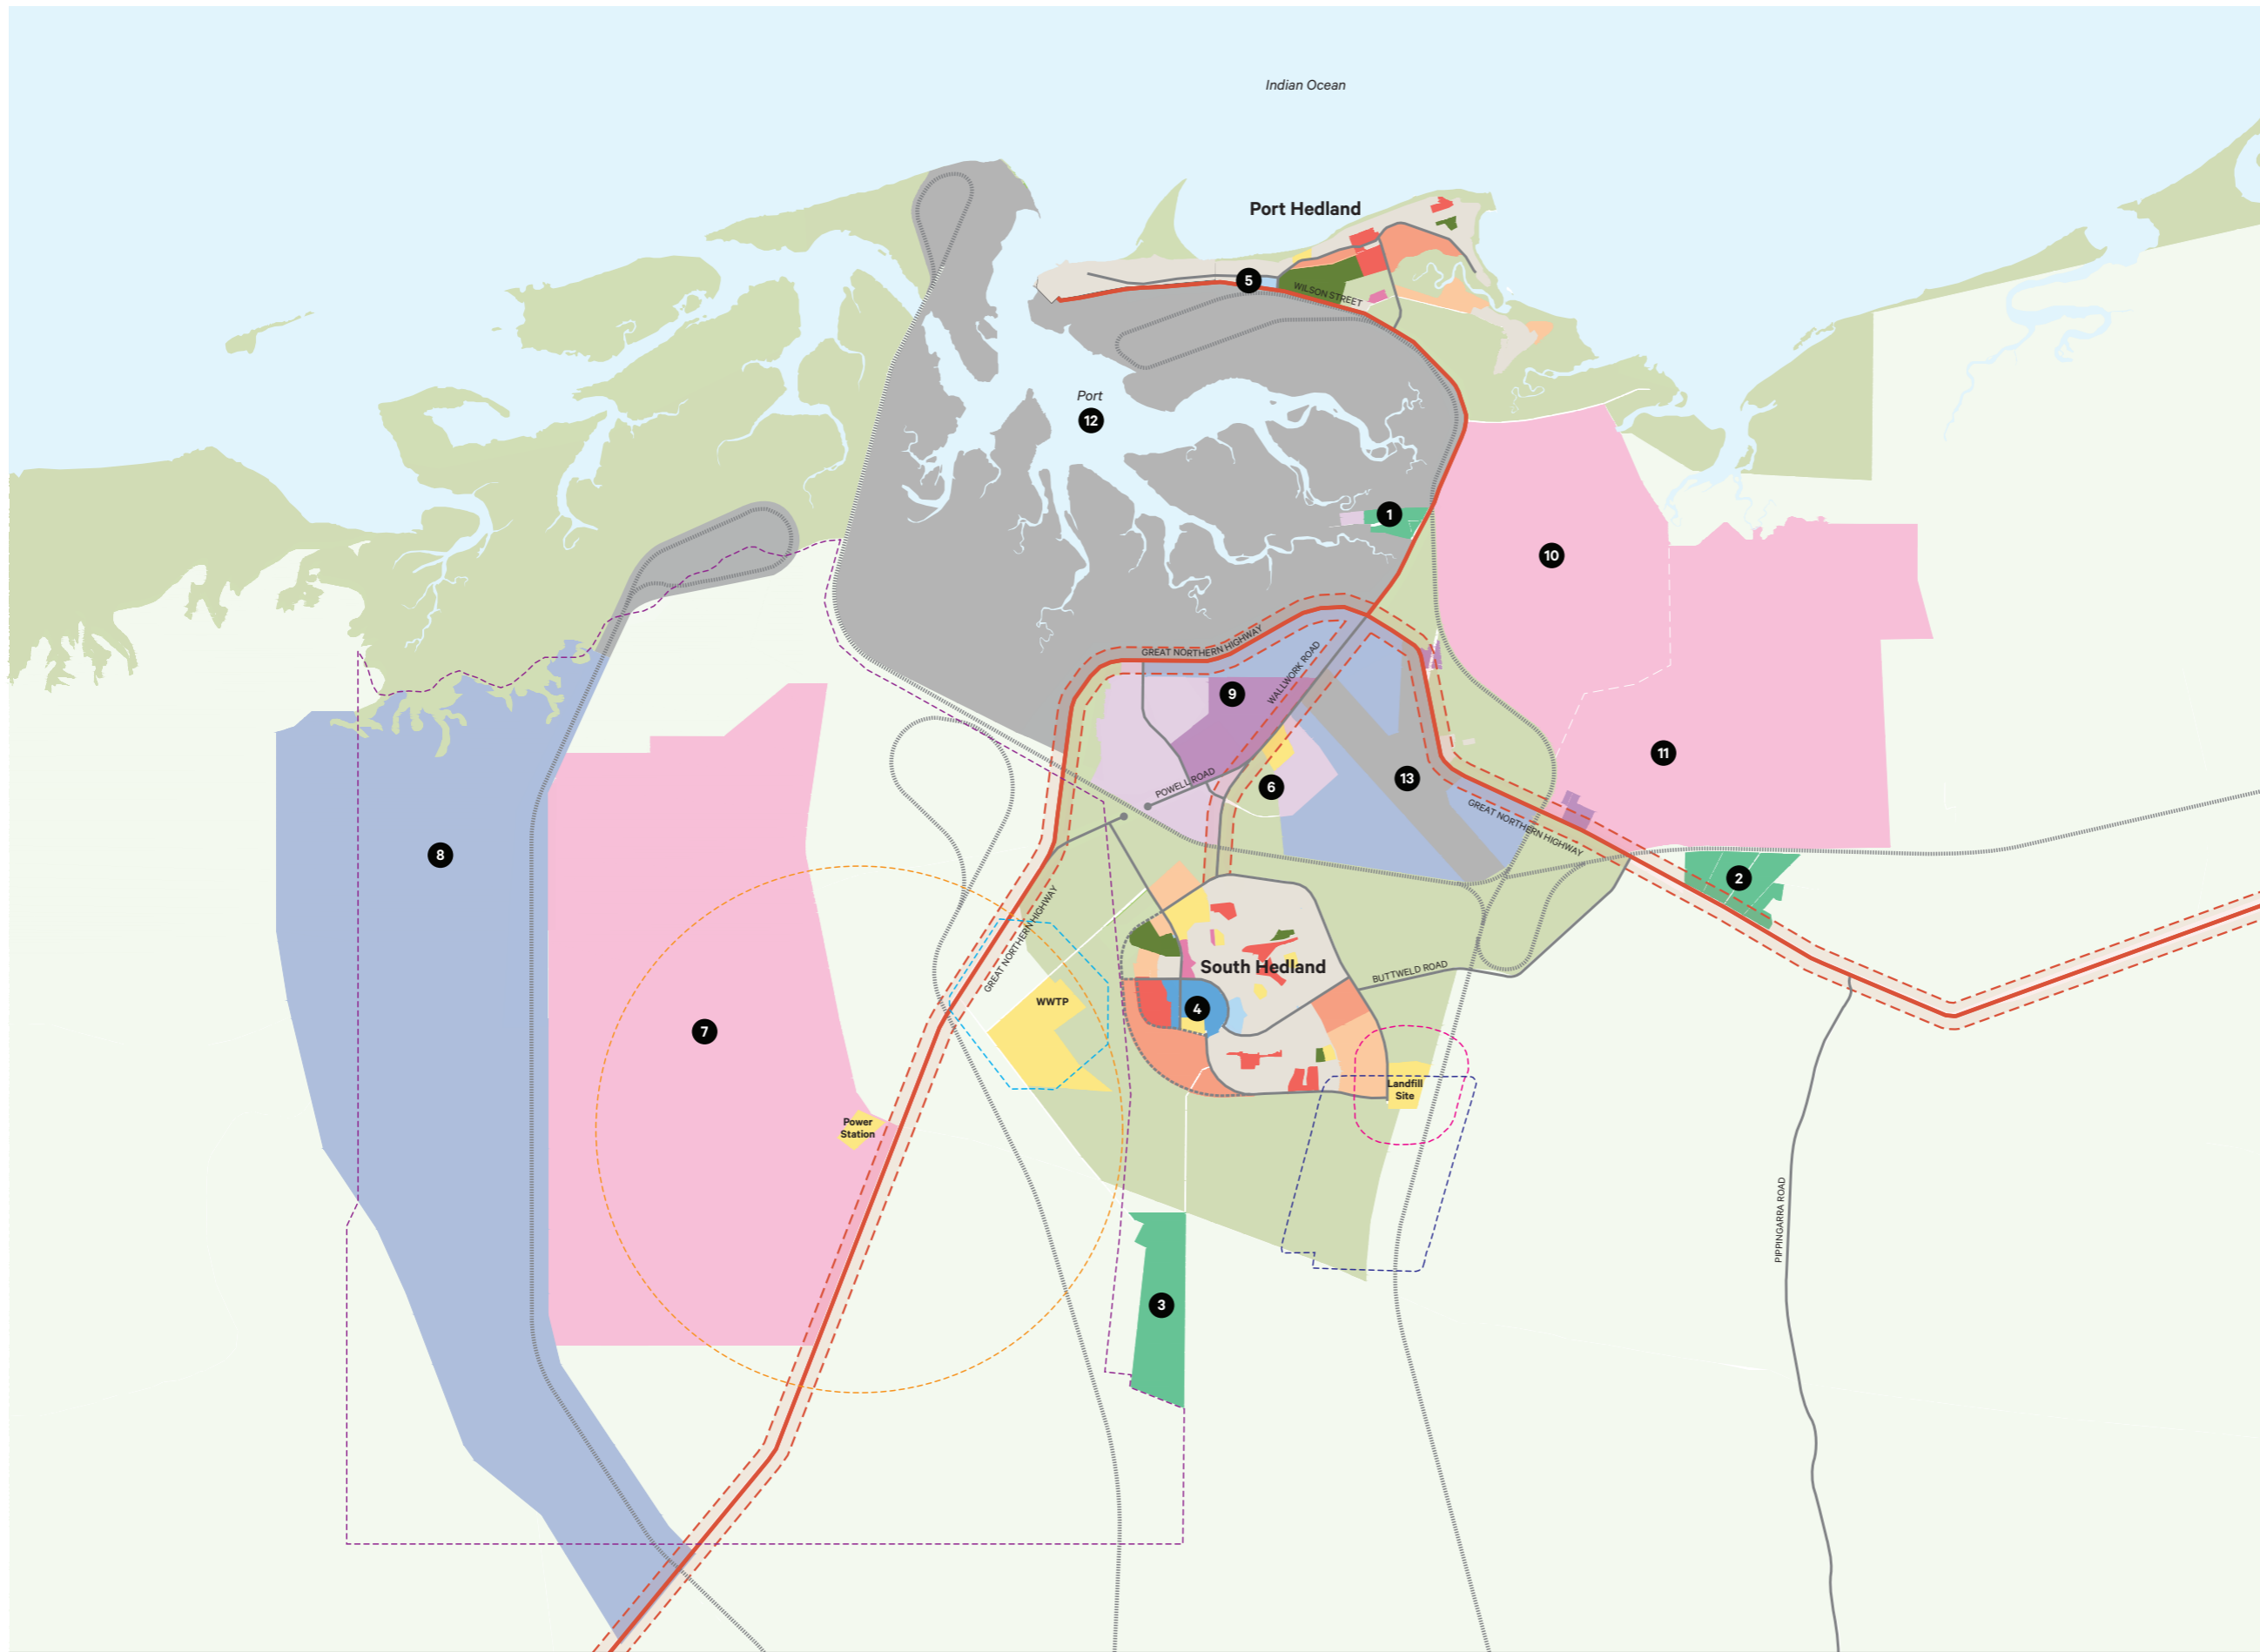 Indian Ocean
Port Hedland
5
WILSON STREET
Port
12
1
10
GREAT NORTHERN HIGHWAY
WALLWORK ROAD
9
11
13
POWELL ROAD
6
GREAT NORTHERN HIGHWAY
8
2
GREAT NORTHERN HIGHWAY
South Hedland
BUTTWELD ROAD
WWTP
4
7
Landfill
Site
Power
Station
PIPPINGARRA ROAD
3